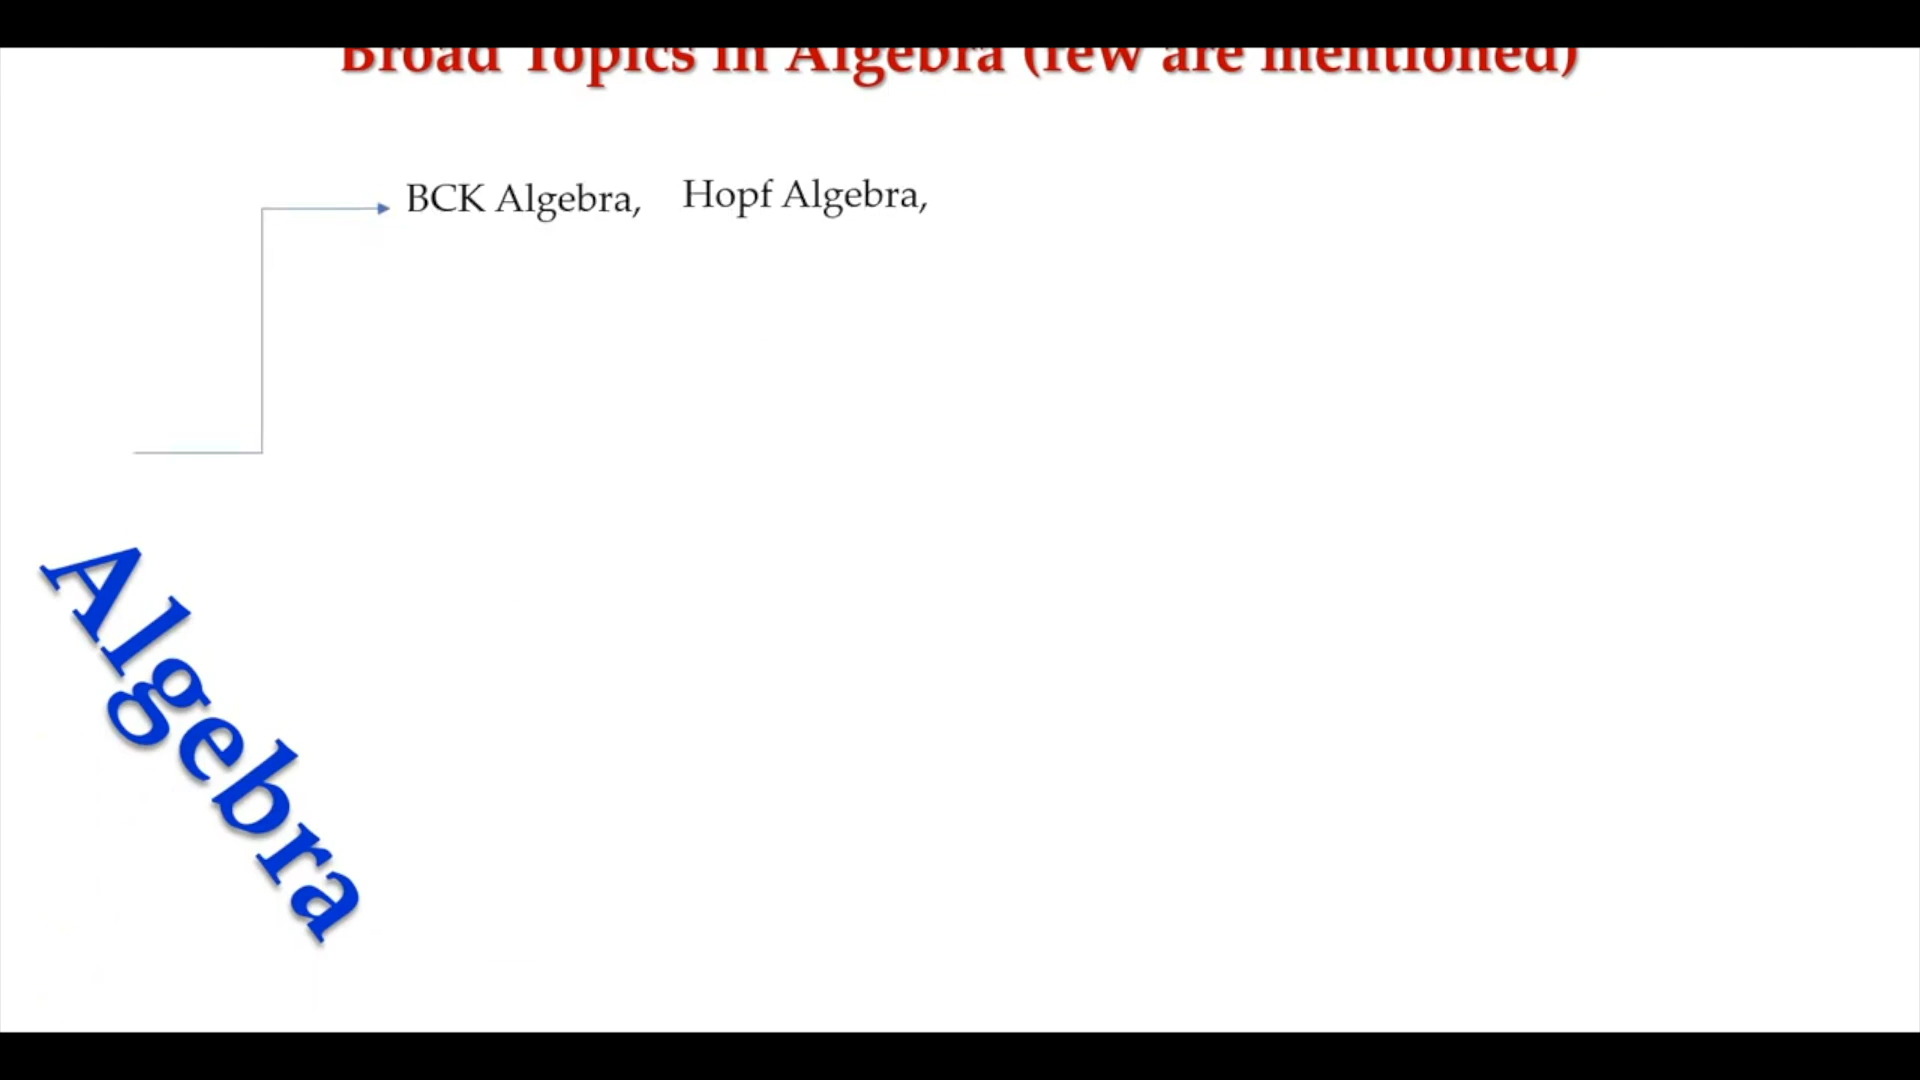 Broad Topics in Algebra (few are mentioned)
BCK Algebra, Hopf Algebra,
Algebra